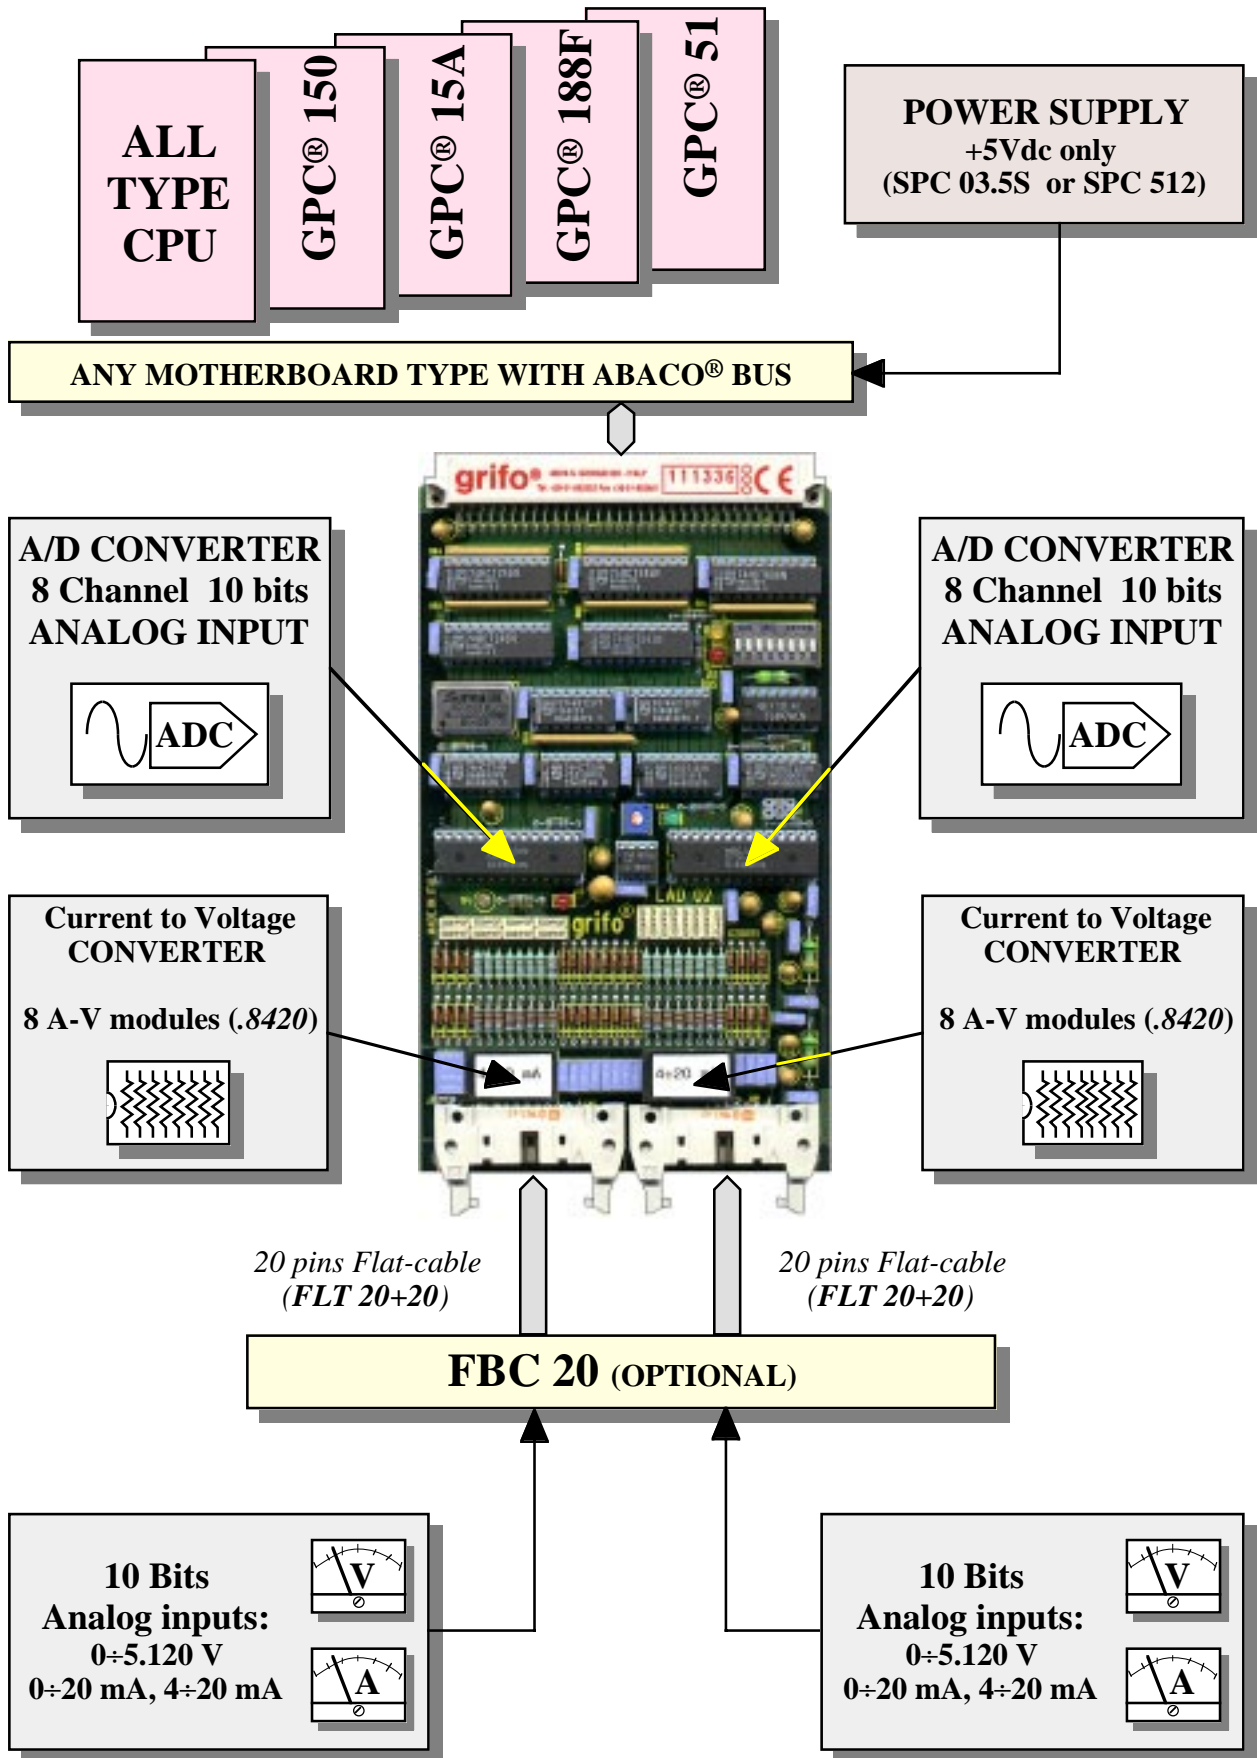 ALL
TYPE
CPU
GPC® 150
GPC® 15A
GPC® 188F
GPC® 51
POWER SUPPLY
+5Vdc only
(SPC 03.5S or SPC 512)
ANY MOTHERBOARD TYPE WITH ABACO® BUS
grifo®
111336
CE
A/D CONVERTER
8 Channel 10 bits
ANALOG INPUT
ADC
A/D CONVERTER
8 Channel 10 bits
ANALOG INPUT
ADC
LAD 02
grifo®
Current to Voltage
CONVERTER
8 A-V modules (.8420)
Current to Voltage
CONVERTER
8 A-V modules (.8420)
mA
4÷20
20 pins Flat-cable
(FLT 20+20)
20 pins Flat-cable
(FLT 20+20)
FBC 20 (OPTIONAL)
10 Bits
Analog inputs:
0÷5.120 V
0÷20 mA, 4÷20 mA
V
A
10 Bits
Analog inputs:
0÷5.120 V
0÷20 mA, 4÷20 mA
V
A